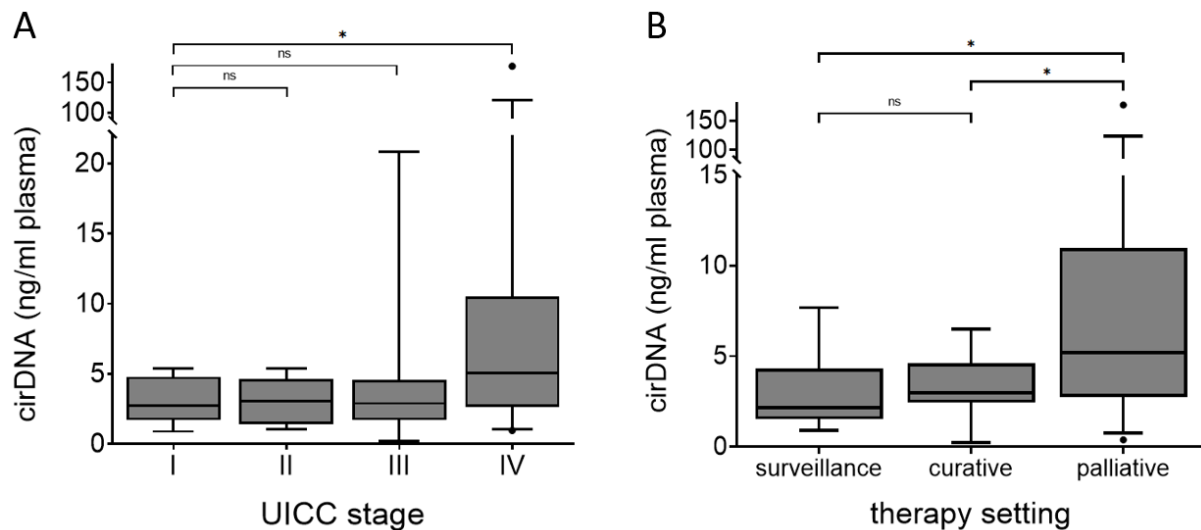 A
*
ns
ns
150
100
20
15
10
5
0
cirDNA (ng/ml plasma)
I II III IV
UICC stage
B
*
*
ns
150
100
15
10
5
0
cirDNA (ng/ml plasma)
surveillance curative palliative
therapy setting